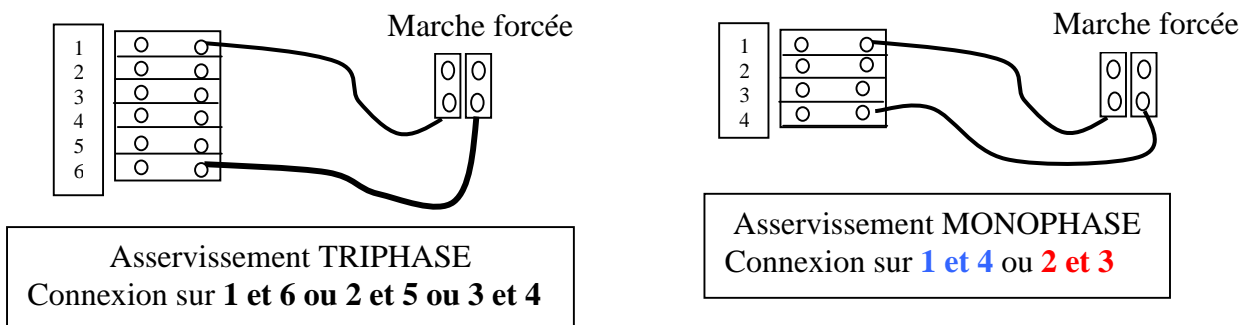 Marche forcée
1
2
3
4
5
6
Asservissement TRIPHASE
Connexion sur 1 et 6 ou 2 et 5 ou 3 et 4
Marche forcée
1
2
3
4
Asservissement MONOPHASE
Connexion sur 1 et 4 ou 2 et 3